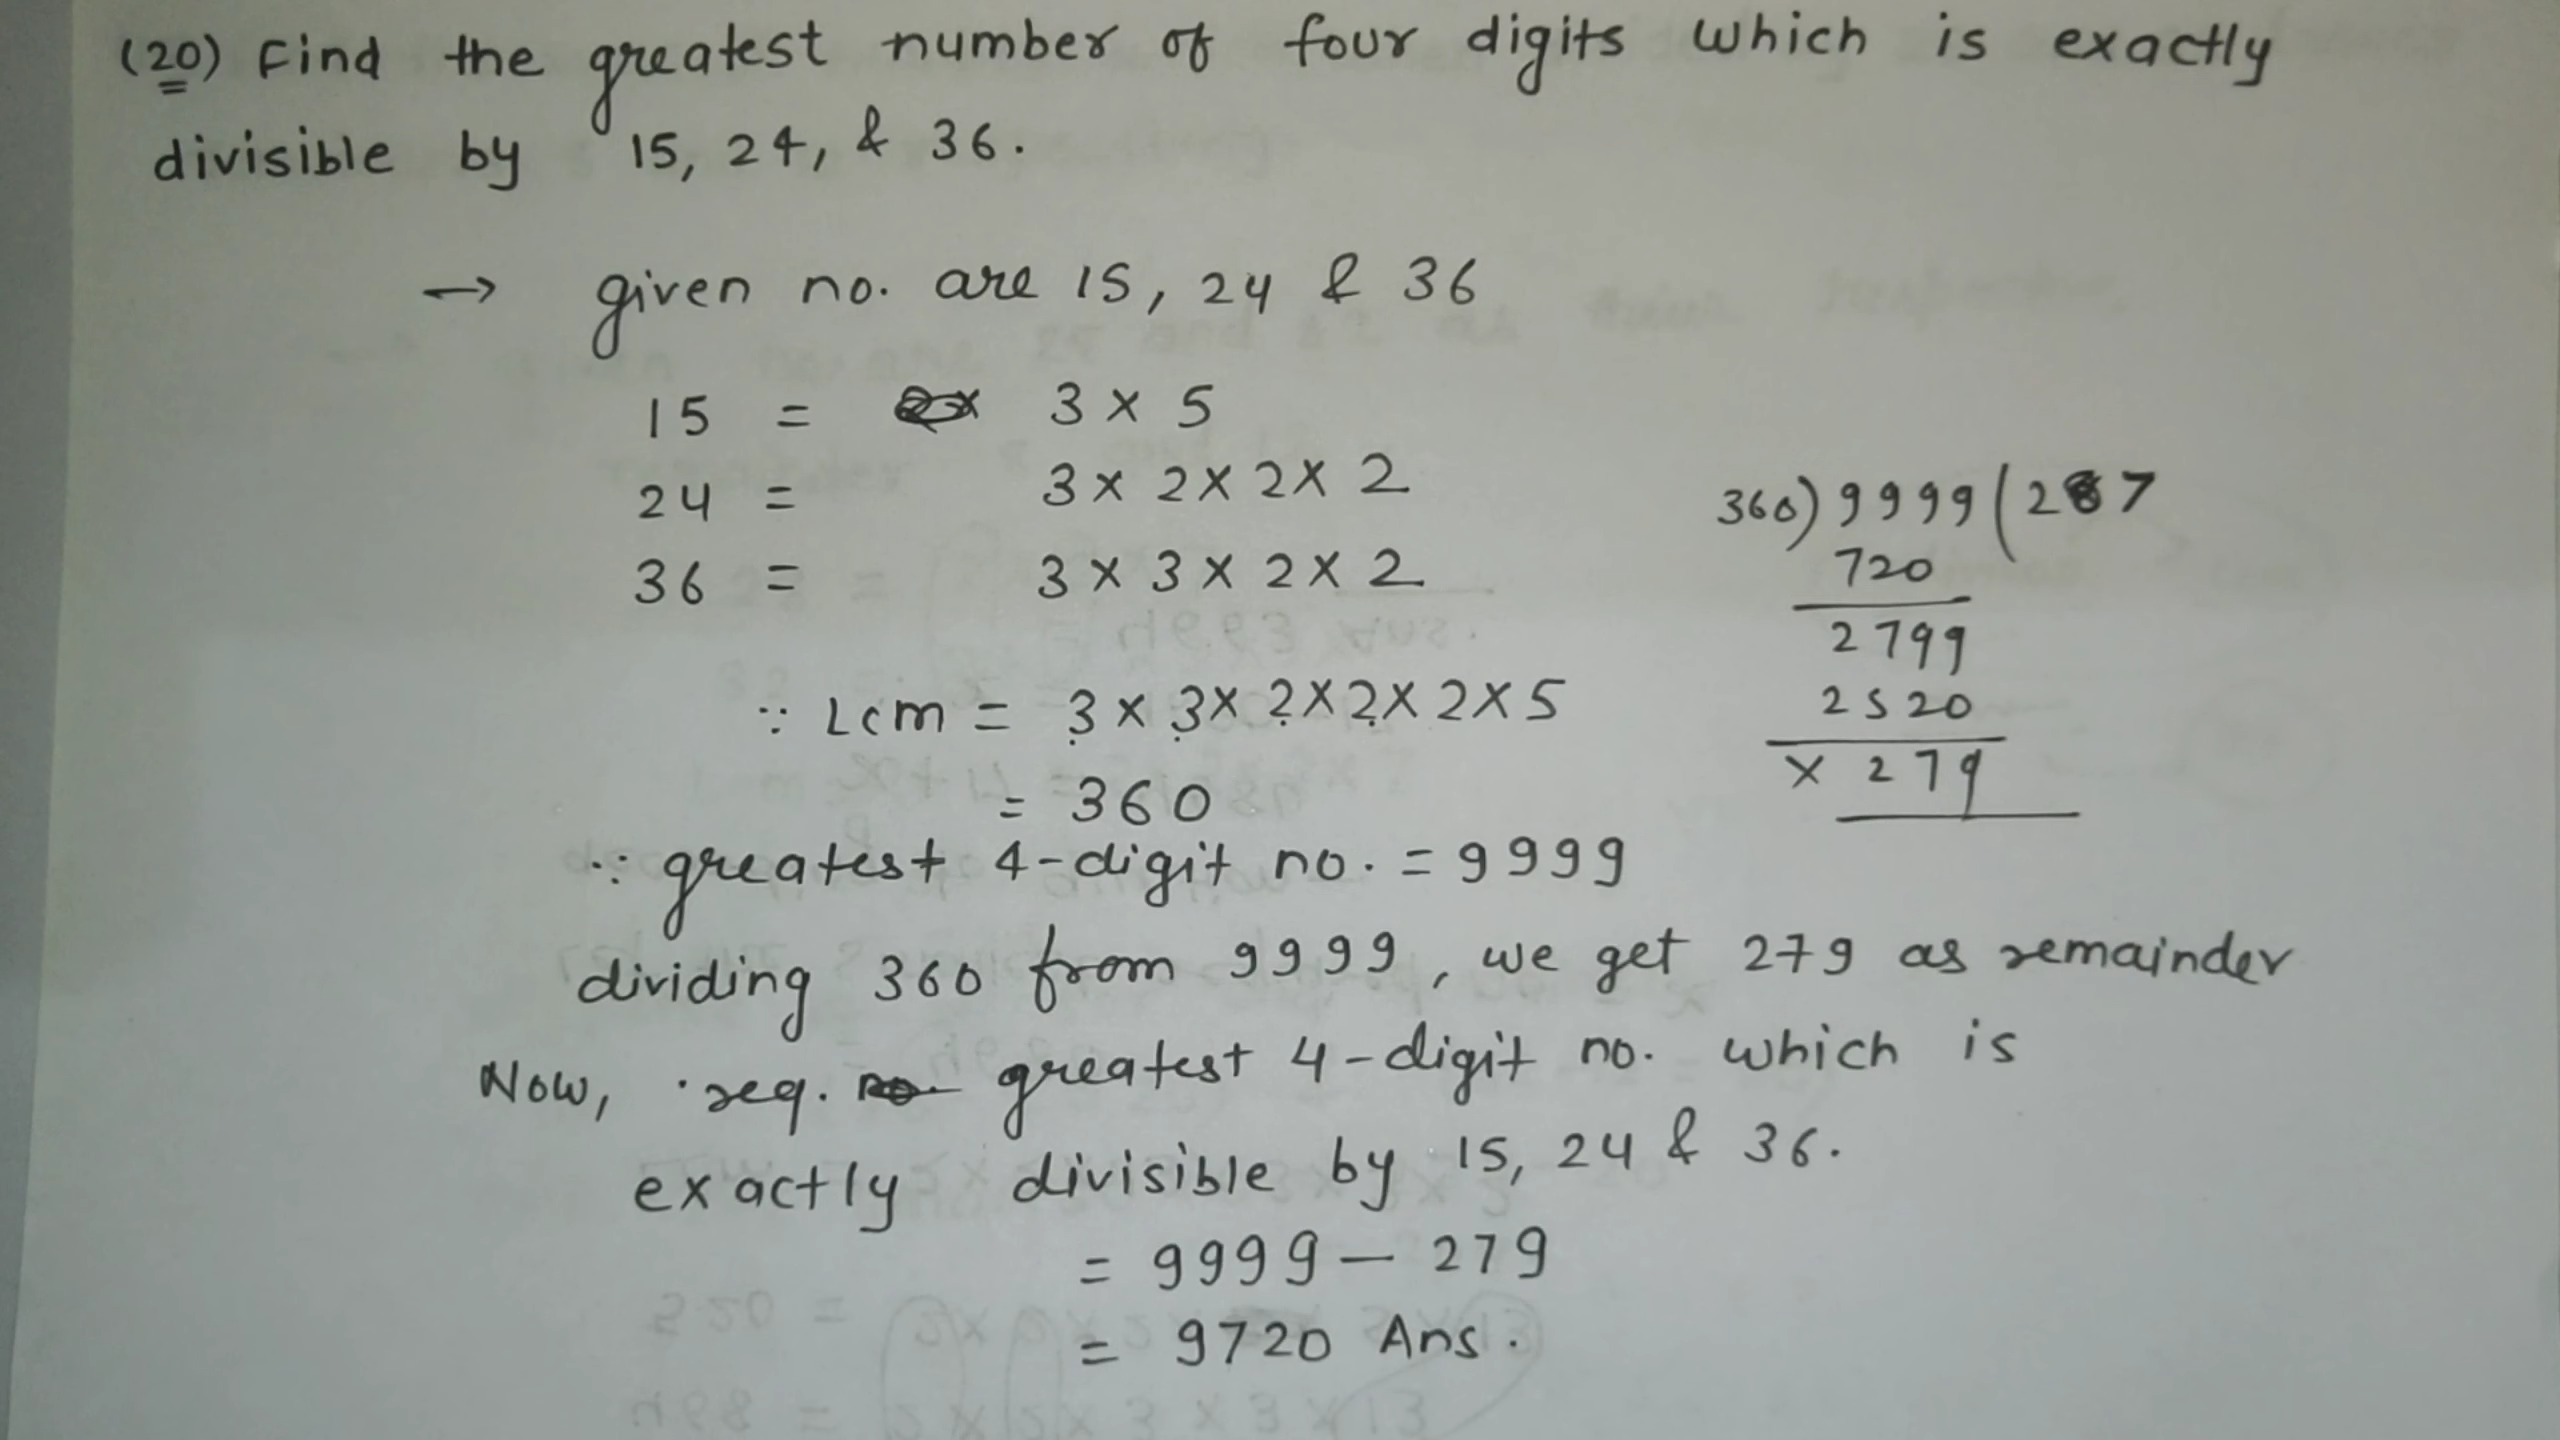 (20) Find the greatest number of four digits which is exactly
divisible by 15, 24, & 36.
→ given no. are 15, 24 & 36
15 = 3 × 5
24 = 3 × 2 × 2 × 2
36 = 3 × 3 × 2 × 2
∵ Lcm = 3 × 3 × 2 × 2 × 2 × 5
= 360
360) 9999 ( 27
720
2799
2520
× 279
∵ greatest 4-digit no. = 9999
dividing 360 from 9999, we get 279 as remainder
Now, req. greatest 4-digit no. which is
exactly divisible by 15, 24 & 36.
= 9999 - 279
= 9720 Ans.